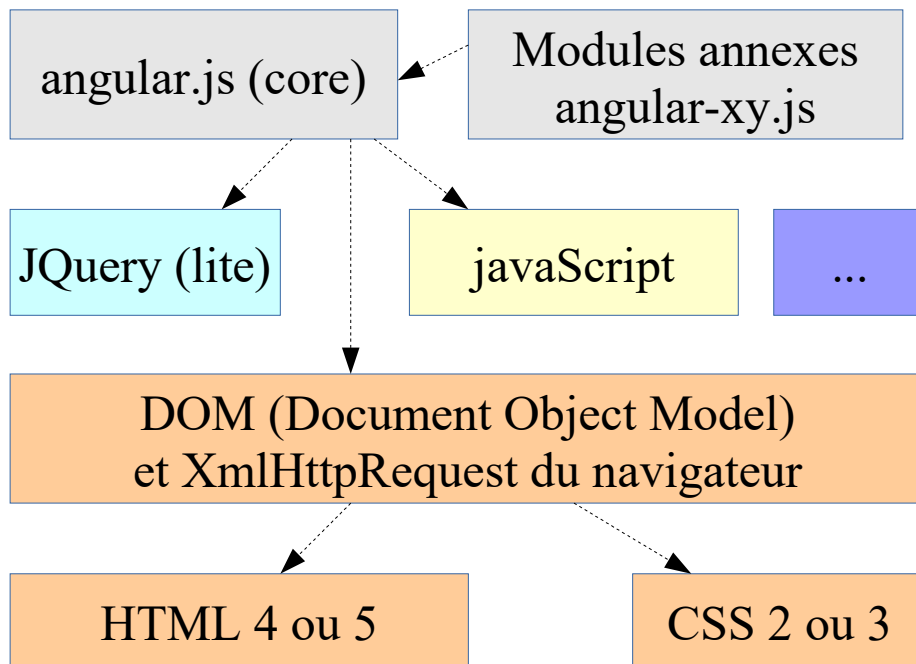 angular.js (core)
Modules annexes
angular-xy.js
JQuery (lite)
javaScript
...
DOM (Document Object Model)
et XmlHttpRequest du navigateur
HTML 4 ou 5
CSS 2 ou 3